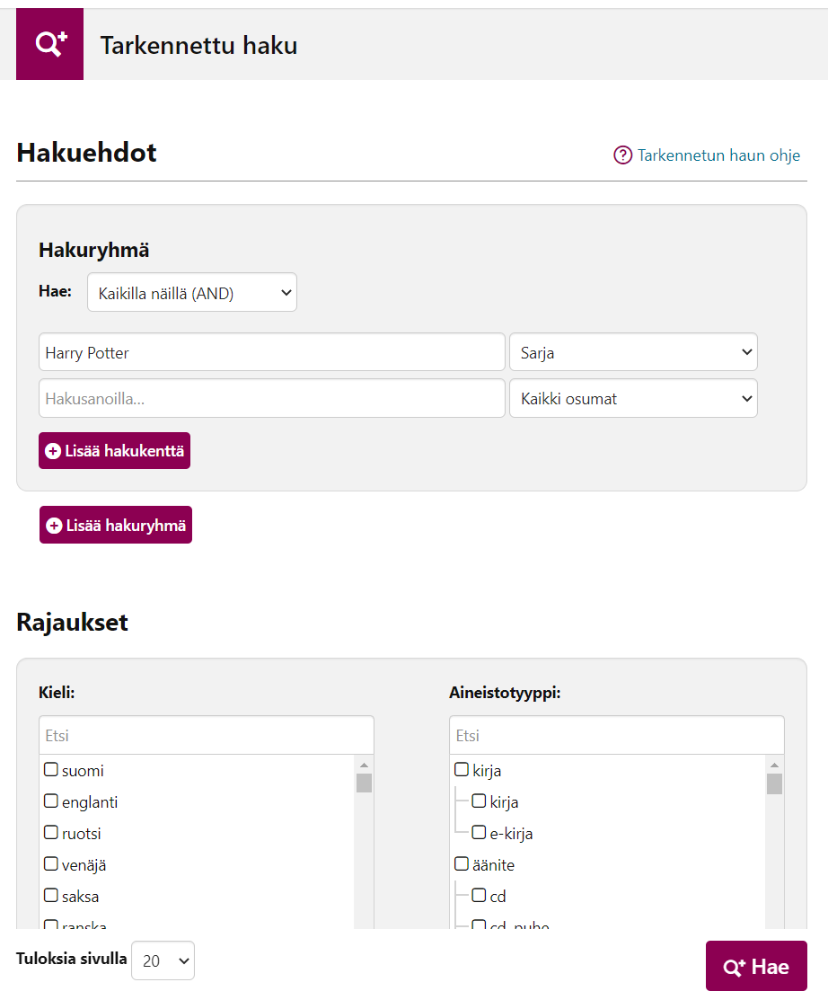 Tarkennettu haku
Hakuehdot
Tarkennetun haun ohje
Hakuryhmä
Hae: Kaikilla näillä (AND)
Harry Potter Sarja
Hakusanoilla... Kaikki osumat
Lisää hakukenttä
Lisää hakuryhmä
Rajaukset
Kieli:
Etsi
suomi
englanti
ruotsi
venäjä
saksa
ranska
Aineistotyyppi:
Etsi
kirja
kirja
e-kirja
äänite
cd
cd, puhe
Tuloksia sivulla 20
Hae